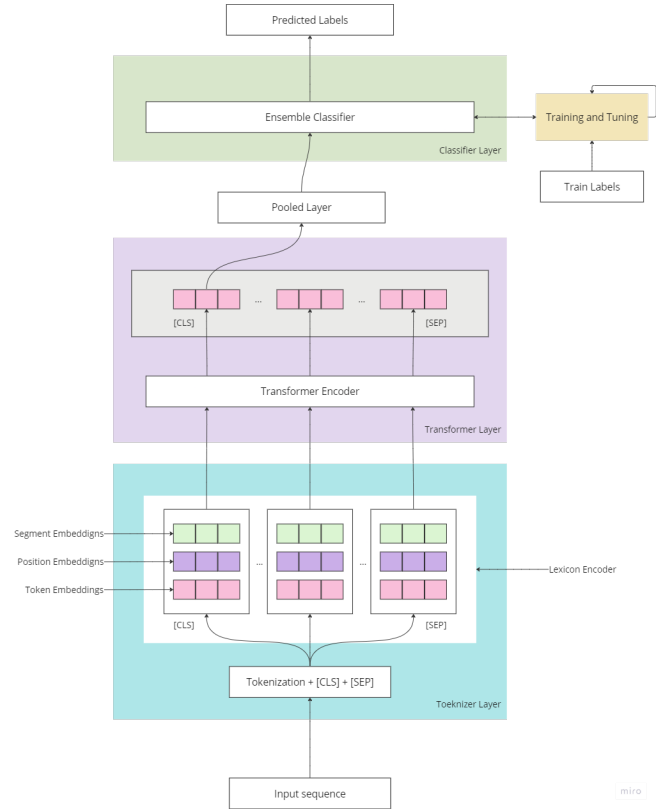 Predicted Labels
Ensemble Classifier
Training and Tuning
Classifier Layer
Train Labels
Pooled Layer
... ...
[CLS] [SEP]
Transformer Encoder
Transformer Layer
Segment Embeddigns
Position Embeddigns
... ...
Lexicon Encoder
Token Embeddings
[CLS] [SEP]
Tokenization + [CLS] + [SEP]
Toeknizer Layer
Input sequence
miro